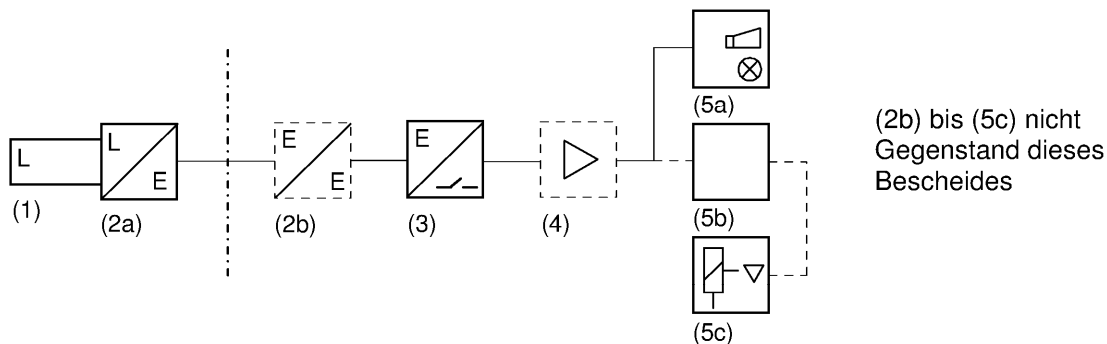 (5a)
(2b) bis (5c) nicht
Gegenstand dieses
Bescheides
L
L
E
E
E
E
(1)
(2a)
(2b)
(3)
(4)
(5b)
(5c)